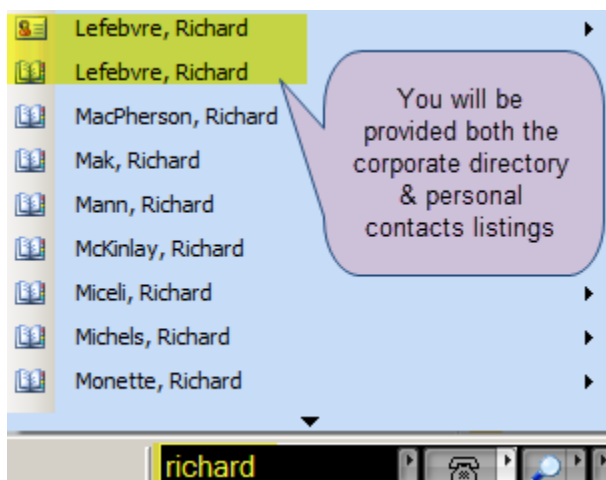 Lefebvre, Richard
Lefebvre, Richard
MacPherson, Richard
Mak, Richard
Mann, Richard
McKinlay, Richard
Miceli, Richard
Michels, Richard
Monette, Richard
You will be
provided both the
corporate directory
& personal
contacts listings
richard